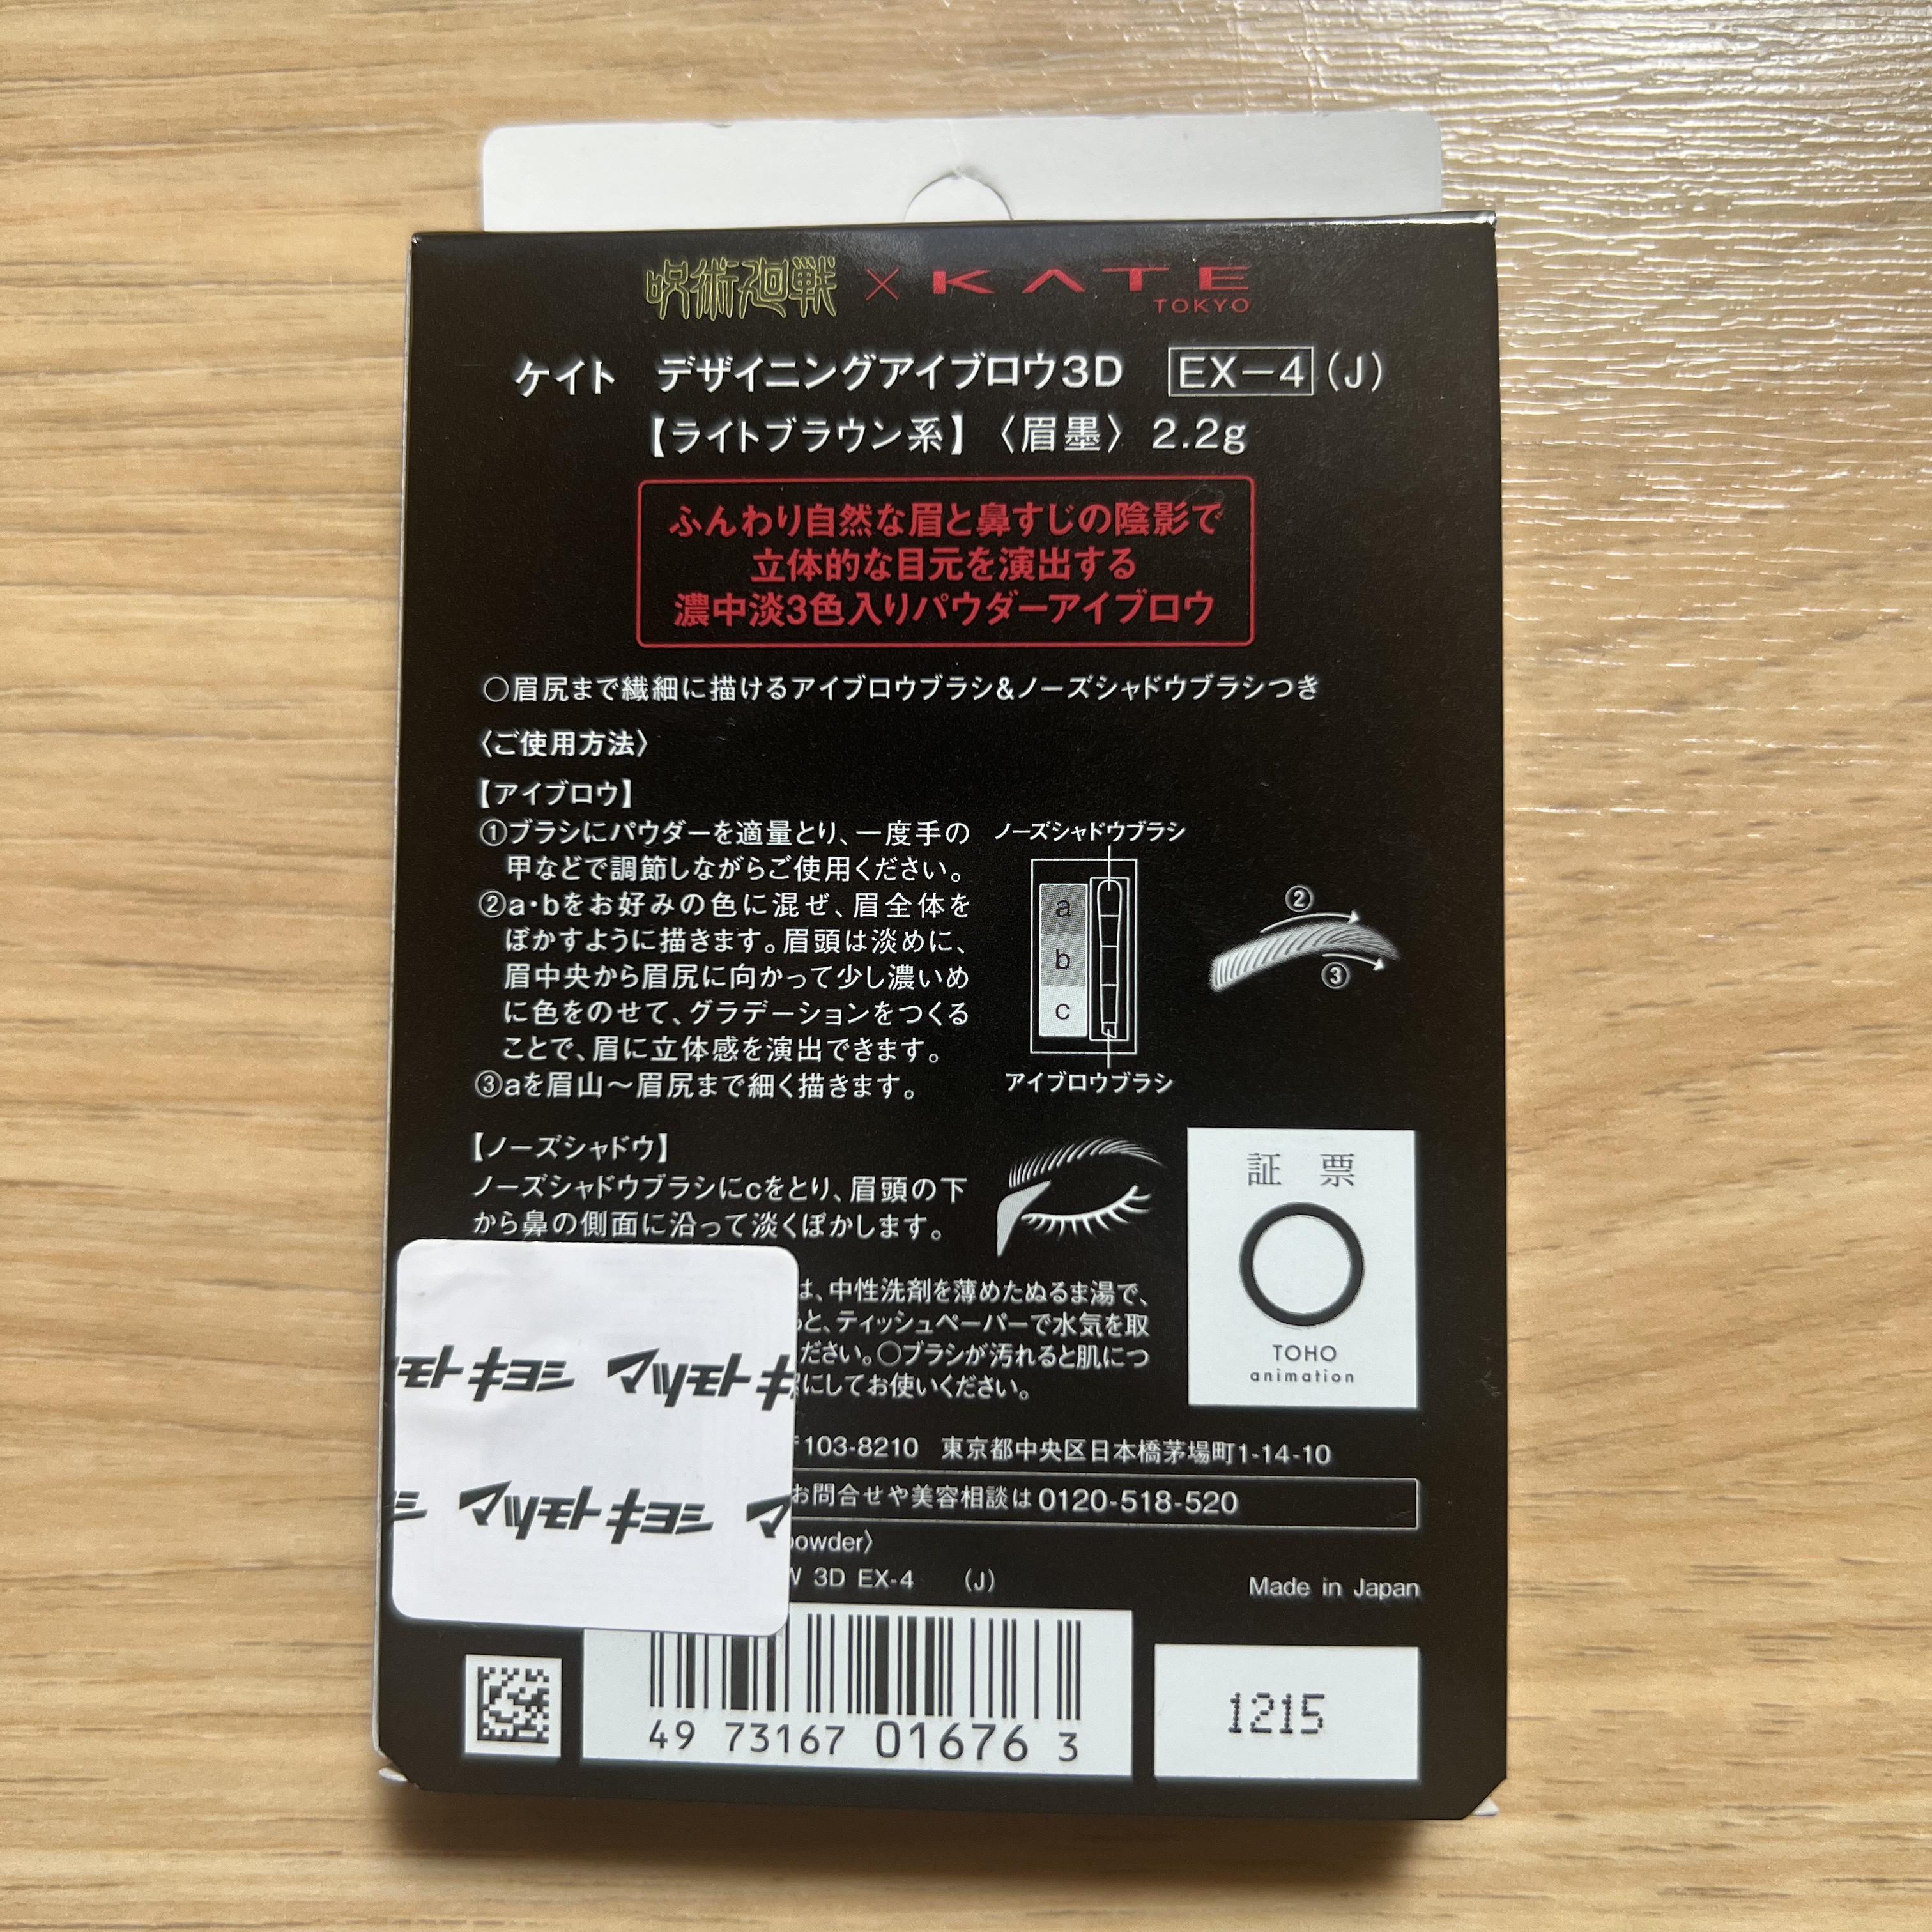 呪術廻戦 × KATE
TOKYO
ケイト デザイニングアイブロウ3D EX-4 (J)
【ライトブラウン系】〈眉墨〉 2.2g
ふんわり自然な眉と鼻すじの陰影で
立体的な目元を演出する
濃中淡3色入りパウダーアイブロウ
○眉尻まで繊細に描けるアイブロウブラシ&ノーズシャドウブラシつき
〈ご使用方法〉
【アイブロウ】
①ブラシにパウダーを適量とり、一度手の
甲などで調節しながらご使用ください。
②a・bをお好みの色に混ぜ、眉全体を
ぼかすように描きます。眉頭は淡めに、
眉中央から眉尻に向かって少し濃いめ
に色をのせて、グラデーションをつくる
ことで、眉に立体感を演出できます。
③aを眉山〜眉尻まで細く描きます。
ノーズシャドウブラシ
a
b
c
アイブロウブラシ
②
③
【ノーズシャドウ】
ノーズシャドウブラシにcをとり、眉頭の下
から鼻の側面に沿って淡くぼかします。
証 票
TOHO
animation
は、中性洗剤を薄めたぬるま湯で、
と、ティッシュペーパーで水気を取
ださい。○ブラシが汚れると肌につ
にしてお使いください。
〒103-8210 東京都中央区日本橋茅場町1-14-10
お問合せや美容相談は 0120-518-520
powder〉
W 3D EX-4 (J)
Made in Japan
モトキヨシ マツモトキ
シ マツモトキヨシ マ
49 73167 01676 3
1215